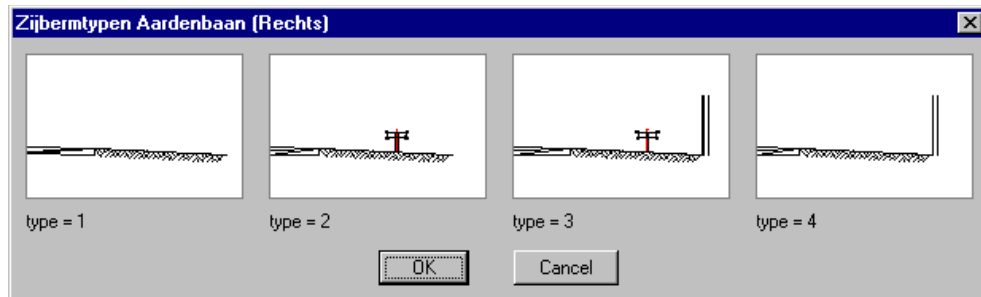 Zijbermtypen Aardenbaan (Rechts)
type = 1
type = 2
type = 3
type = 4
OK
Cancel